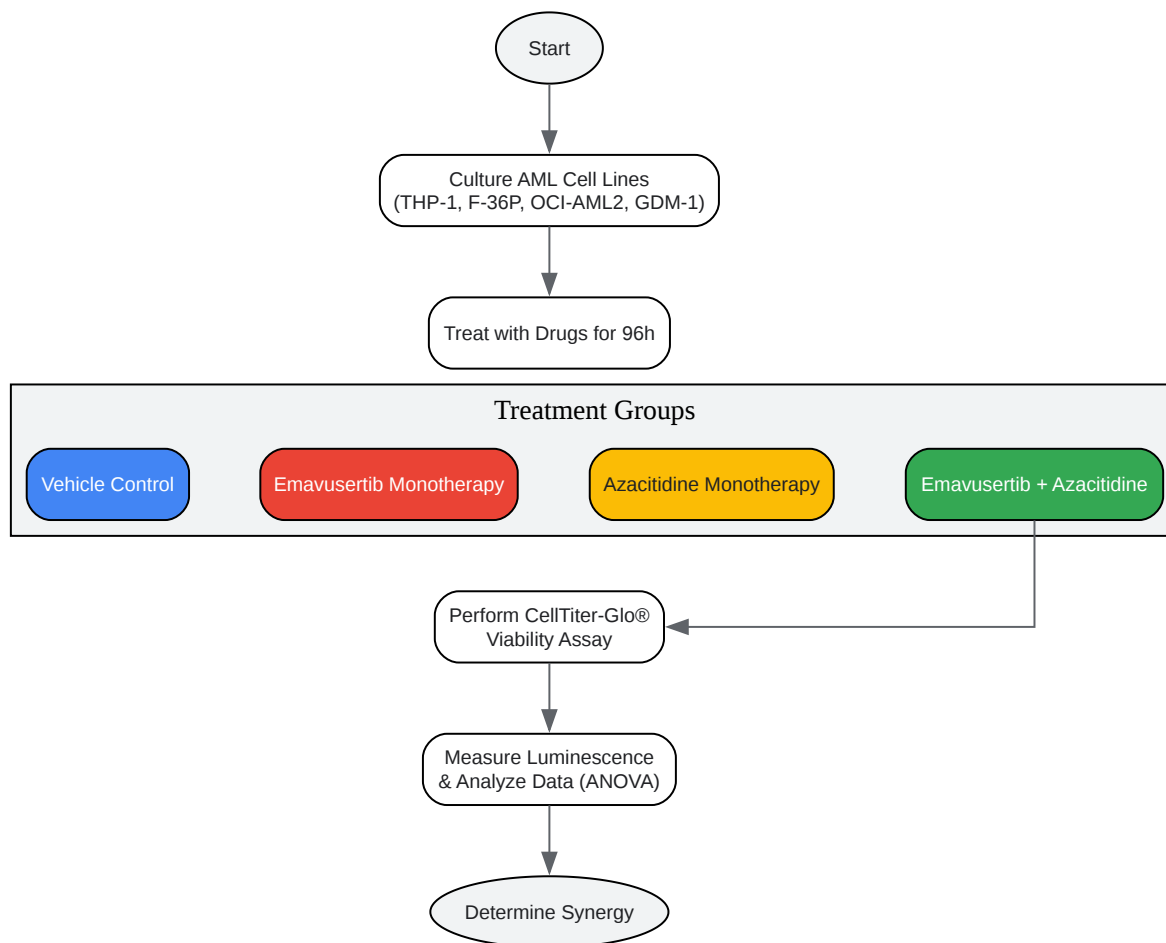 Start
Culture AML Cell Lines
(THP-1, F-36P, OCI-AML2, GDM-1)
Treat with Drugs for 96h
Treatment Groups
Vehicle Control
Emavusertib Monotherapy
Azacitidine Monotherapy
Emavusertib + Azacitidine
Perform CellTiter-Glo®
Viability Assay
Measure Luminescence
& Analyze Data (ANOVA)
Determine Synergy